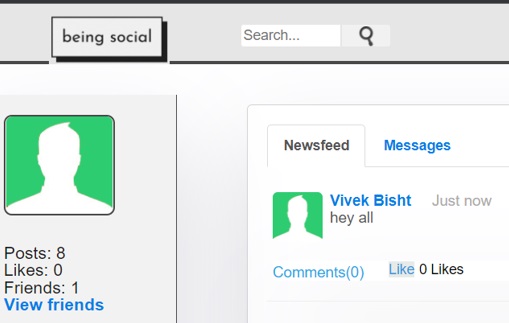 being social
Search...
Posts: 8
Likes: 0
Friends: 1
View friends
Newsfeed Messages
Vivek Bisht Just now
hey all
Comments(0) Like 0 Likes